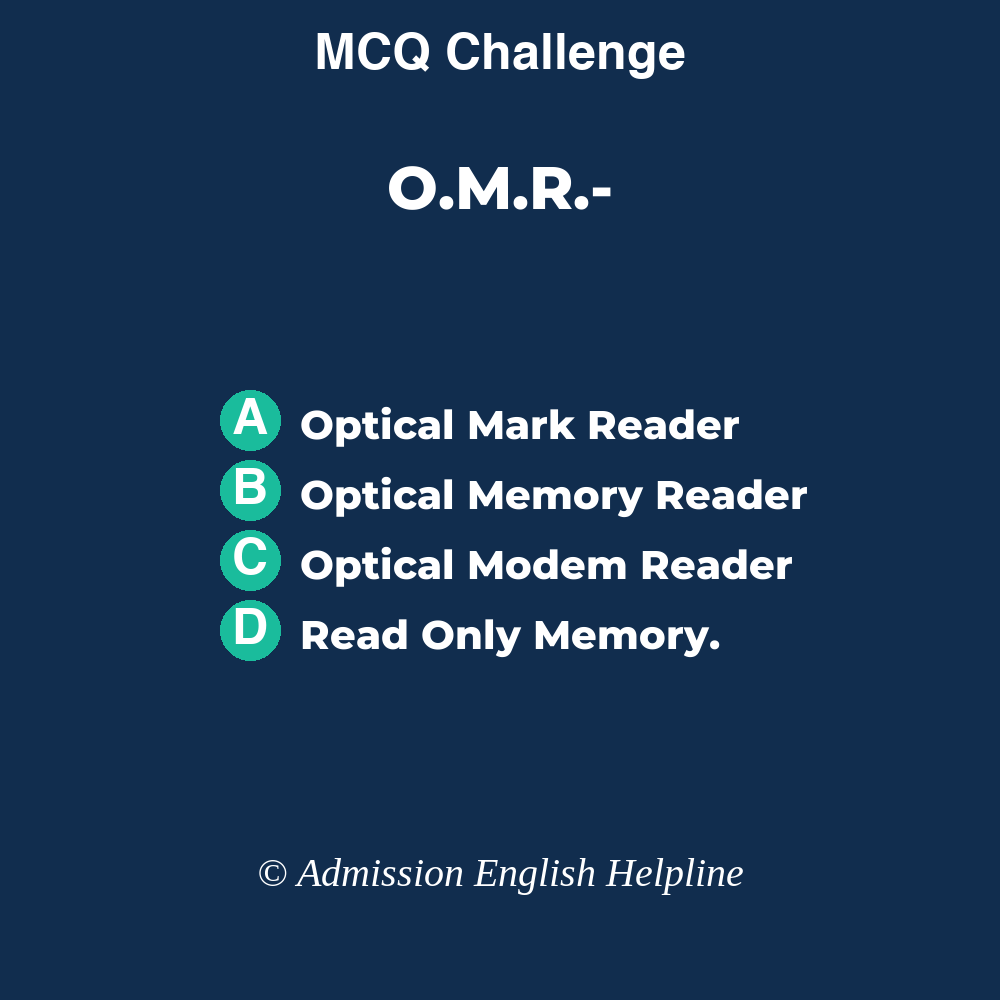 MCQ Challenge
O.M.R.-
A Optical Mark Reader
B Optical Memory Reader
C Optical Modem Reader
D Read Only Memory.
© Admission English Helpline